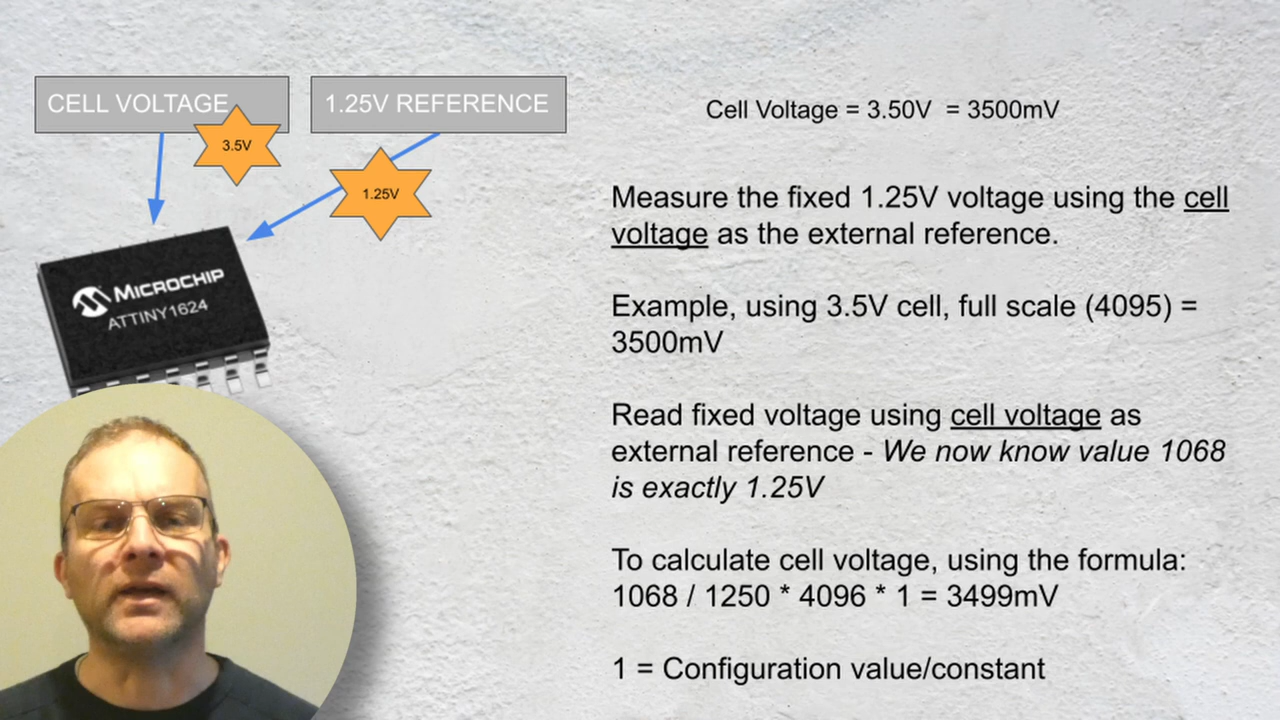 CELL VOLTAGE
1.25V REFERENCE
3.5V
1.25V
MICROCHIP
ATTINY1624
Cell Voltage = 3.50V = 3500mV
Measure the fixed 1.25V voltage using the cell
voltage as the external reference.
Example, using 3.5V cell, full scale (4095) =
3500mV
Read fixed voltage using cell voltage as
external reference - We now know value 1068
is exactly 1.25V
To calculate cell voltage, using the formula:
1068 / 1250 * 4096 * 1 = 3499mV
1 = Configuration value/constant